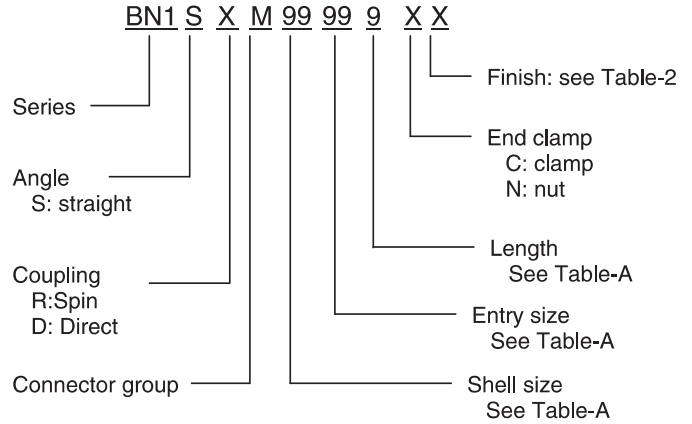 BN1 S X M 99 99 9 X X
Finish: see Table-2
Series
End clamp
C: clamp
N: nut
Angle
S: straight
Length
See Table-A
Coupling
R:Spin
D: Direct
Entry size
See Table-A
Connector group
Shell size
See Table-A